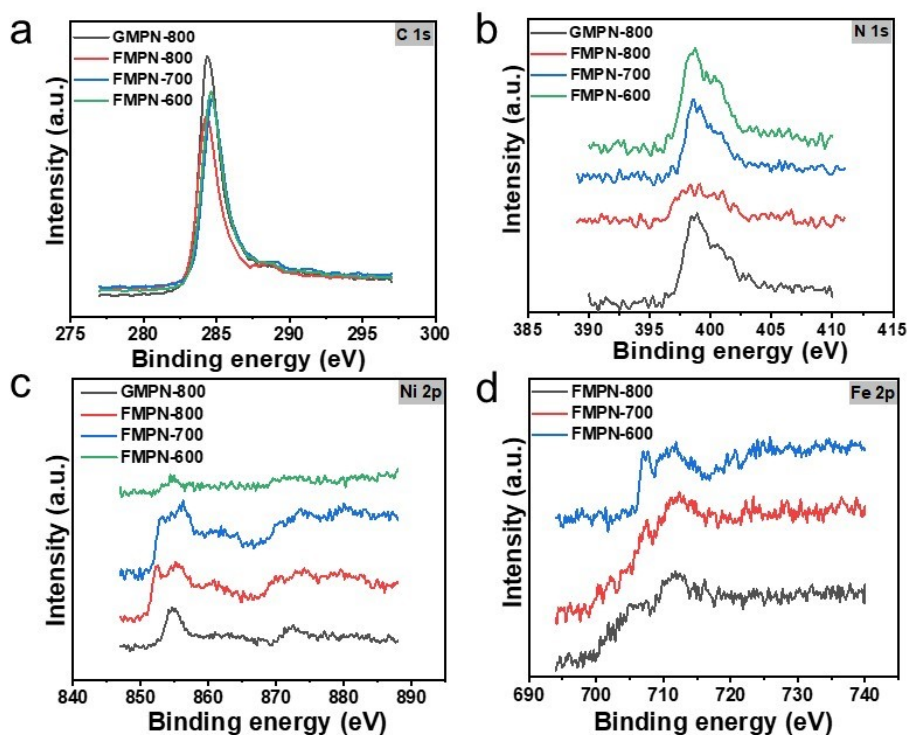 a
C 1s
GMPN-800
FMPN-800
FMPN-700
FMPN-600
Intensity (a.u.)
275 280 285 290 295 300
Binding energy (eV)
b
N 1s
GMPN-800
FMPN-800
FMPN-700
FMPN-600
Intensity (a.u.)
385 390 395 400 405 410 415
Binding energy (eV)
c
Ni 2p
GMPN-800
FMPN-800
FMPN-700
FMPN-600
Intensity (a.u.)
840 850 860 870 880 890
Binding energy (eV)
d
Fe 2p
FMPN-800
FMPN-700
FMPN-600
Intensity (a.u.)
690 700 710 720 730 740
Binding energy (eV)